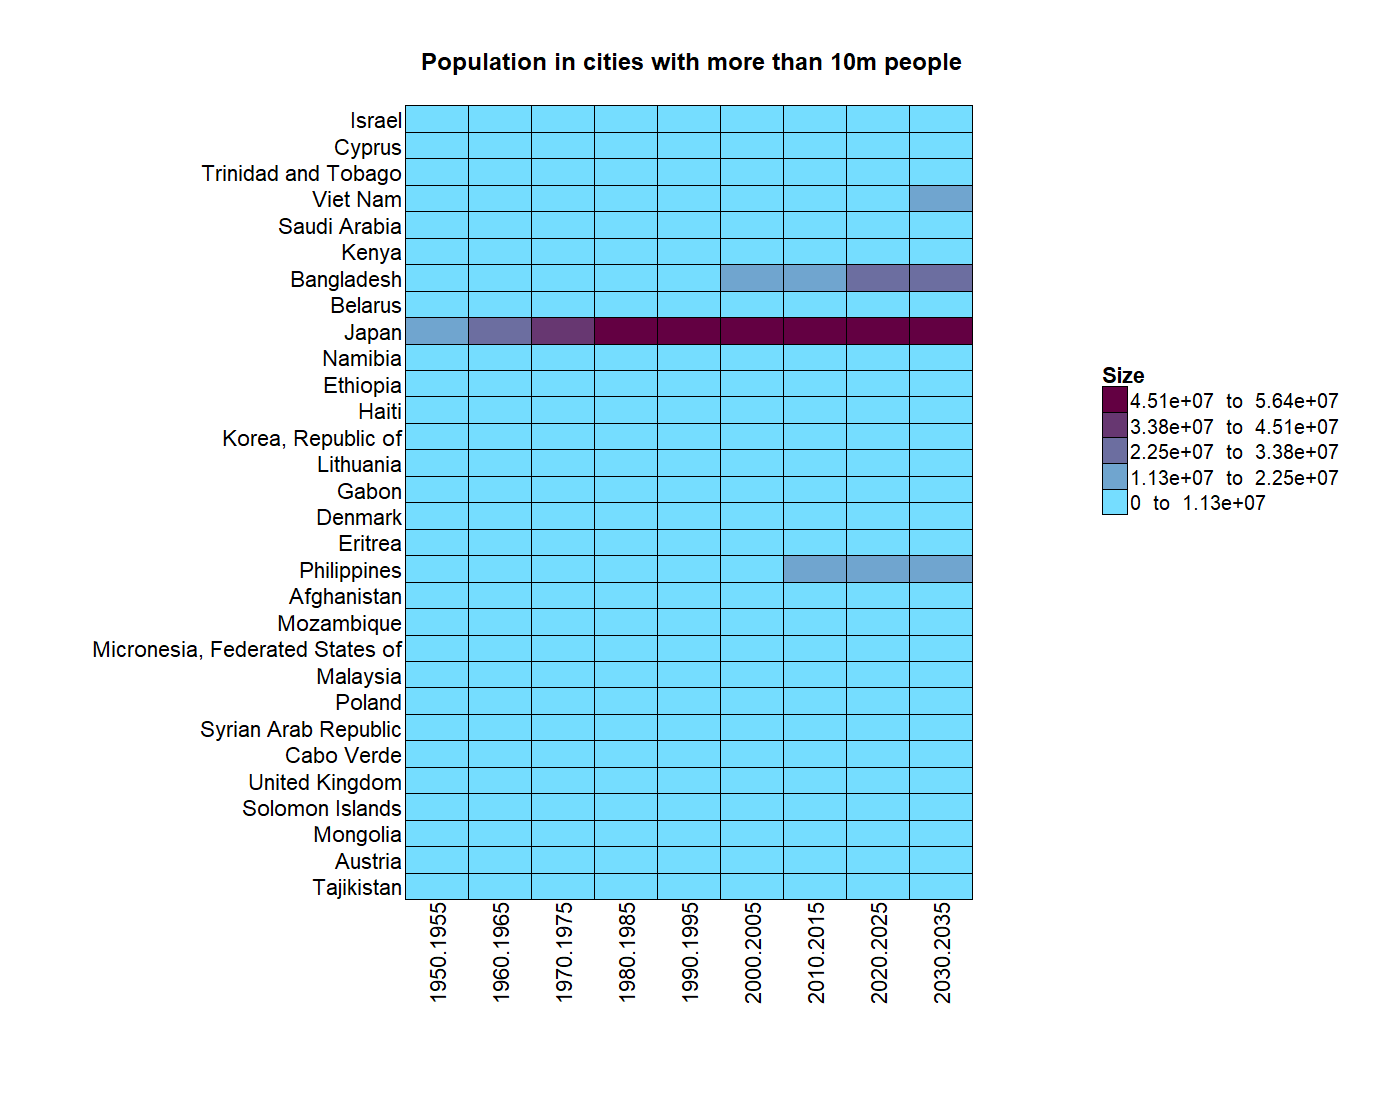 Population in cities with more than 10m people
Israel
Cyprus
Trinidad and Tobago
Viet Nam
Saudi Arabia
Kenya
Bangladesh
Belarus
Japan
Namibia
Ethiopia
Haiti
Korea, Republic of
Lithuania
Gabon
Denmark
Eritrea
Philippines
Afghanistan
Mozambique
Micronesia, Federated States of
Malaysia
Poland
Syrian Arab Republic
Cabo Verde
United Kingdom
Solomon Islands
Mongolia
Austria
Tajikistan
1950.1955
1960.1965
1970.1975
1980.1985
1990.1995
2000.2005
2010.2015
2020.2025
2030.2035
Size
4.51e+07 to 5.64e+07
3.38e+07 to 4.51e+07
2.25e+07 to 3.38e+07
1.13e+07 to 2.25e+07
0 to 1.13e+07